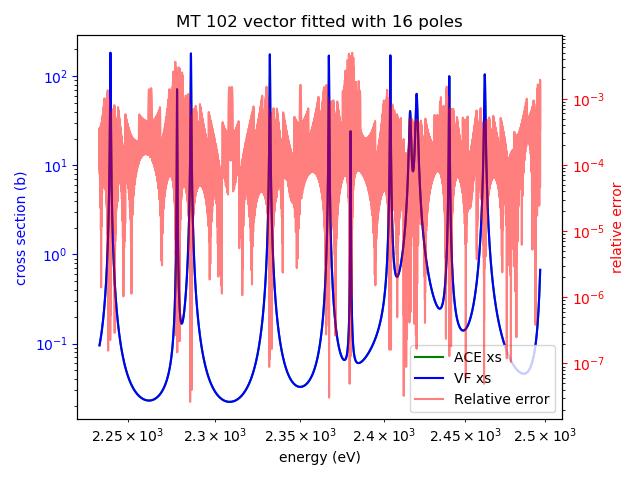 MT 102 vector fitted with 16 poles
cross section (b)
10²
10¹
10⁰
10⁻¹
10⁻³
10⁻⁴
10⁻⁵
10⁻⁶
10⁻⁷
relative error
ACE xs
VF xs
Relative error
2.25 × 10³ 2.3 × 10³ 2.35 × 10³ 2.4 × 10³ 2.45 × 10³ 2.5 × 10³
energy (eV)